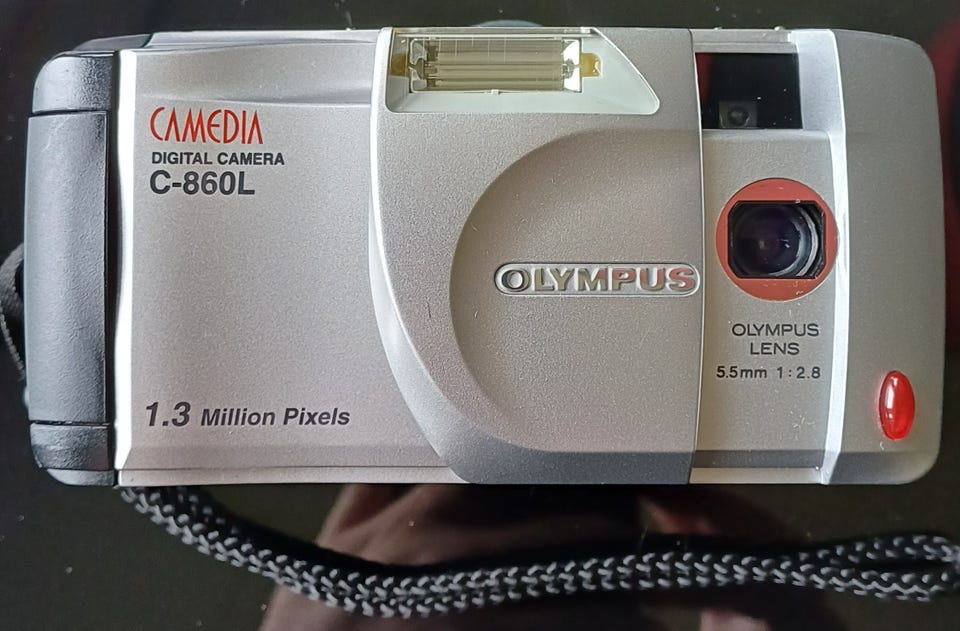 CAMEDIA
DIGITAL CAMERA
C-860L
OLYMPUS
OLYMPUS
LENS
5.5mm 1:2.8
1.3 Million Pixels